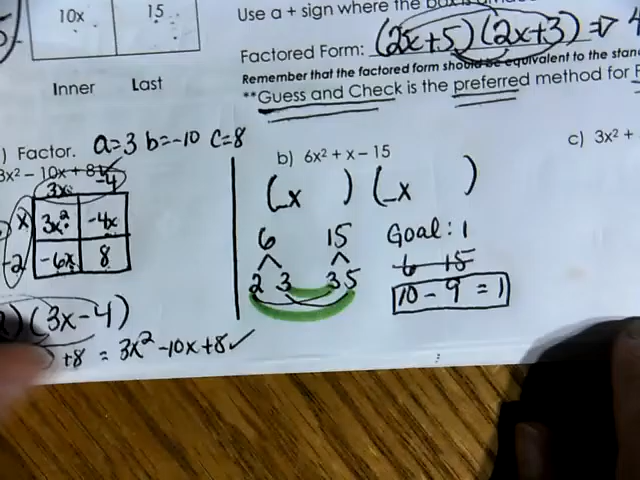 10x 15
Inner Last
Use a + sign where the box is
Factored Form: (2x+5)(2x+3) ⇒
Remember that the factored form should be equivalent to the stan
**Guess and Check is the preferred method for F
) Factor. a=3 b=-10 c=8
3x² – 10x + 8
3x -4
x 3x² -4x
-2 -6x 8
)(3x-4)
+8 = 3x²-10x+8✓
b) 6x² + x – 15
(_x )(_x )
6 15
2 3 3 5
Goal: 1
6 15
10 - 9 = 1
c) 3x² +